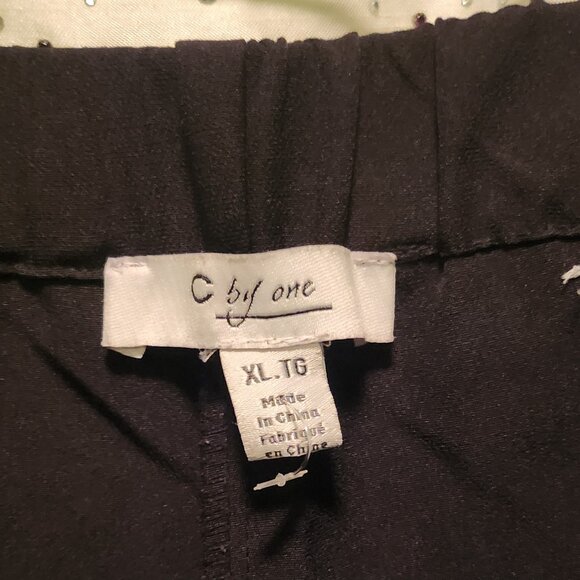 C by one
XL.TG
Made
In China
Fabriqué
en Chine